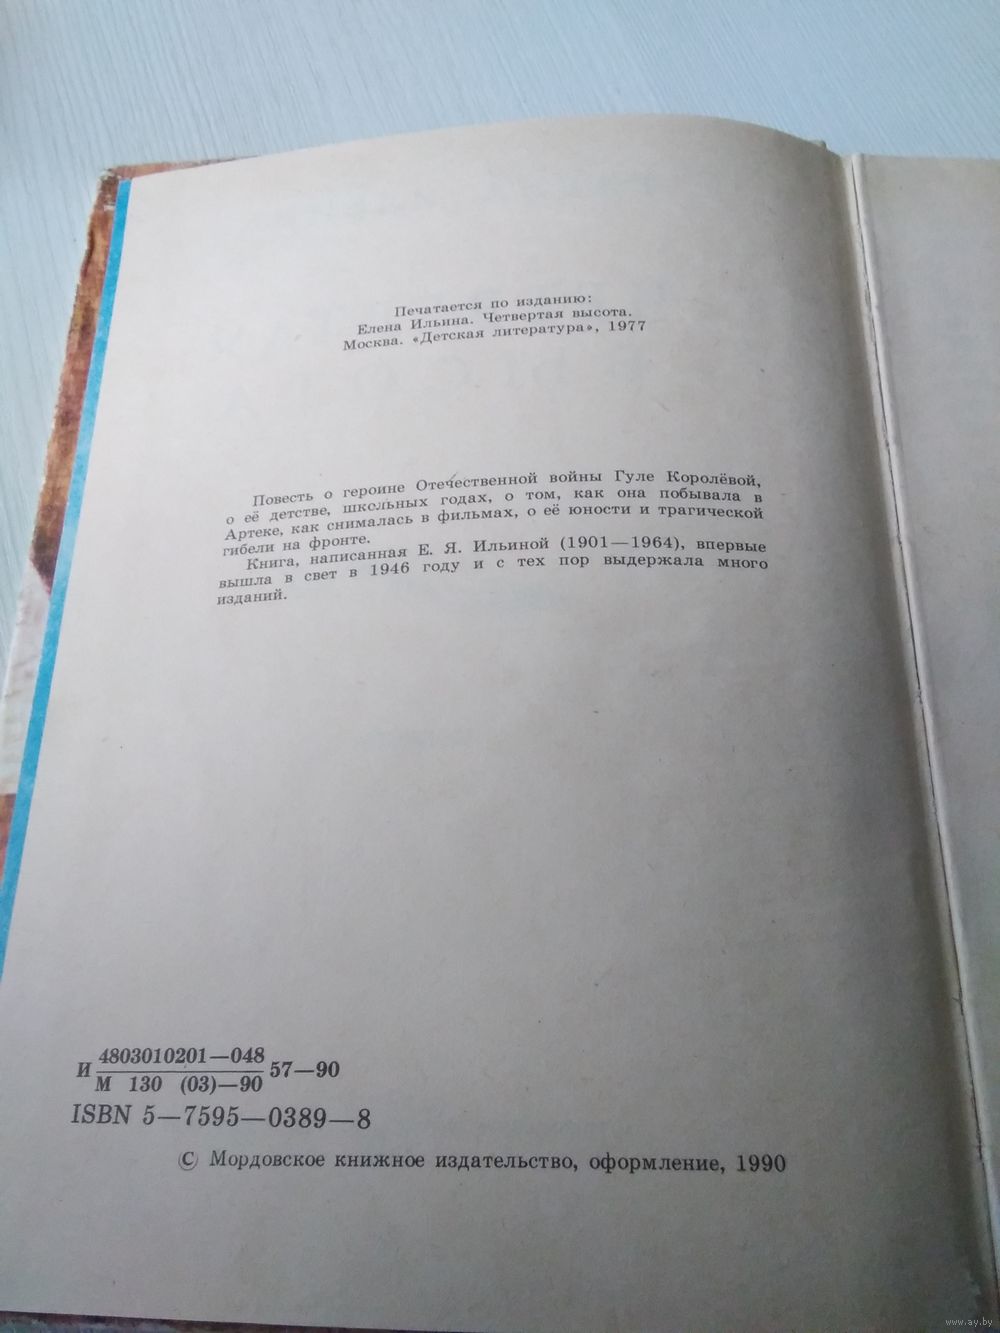 Печатается по изданию:
Елена Ильина. Четвертая высота.
Москва. «Детская литература», 1977
Повесть о героине Отечественной войны Гуле Королёвой,
о её детстве, школьных годах, о том, как она побывала в
Артеке, как снималась в фильмах, о её юности и трагической
гибели на фронте.
Книга, написанная Е. Я. Ильиной (1901—1964), впервые
вышла в свет в 1946 году и с тех пор выдержала много
изданий.
И 4803010201—048 57—90
М 130 (03)—90
ISBN 5—7595—0389—8
© Мордовское книжное издательство, оформление, 1990
www.ay.by